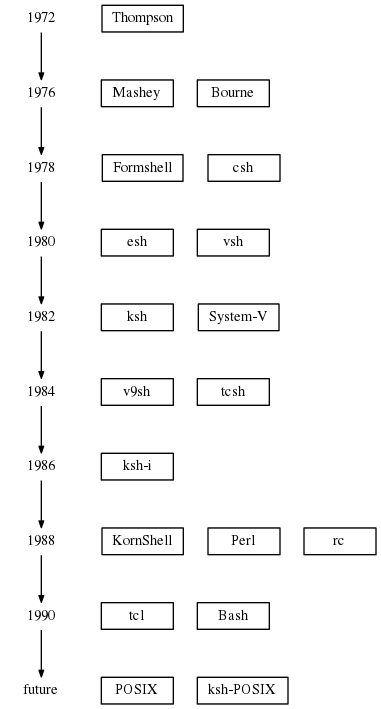 1972 Thompson
1976 Mashey Bourne
1978 Formshell csh
1980 esh vsh
1982 ksh System-V
1984 v9sh tcsh
1986 ksh-i
1988 KornShell Perl rc
1990 tcl Bash
future POSIX ksh-POSIX